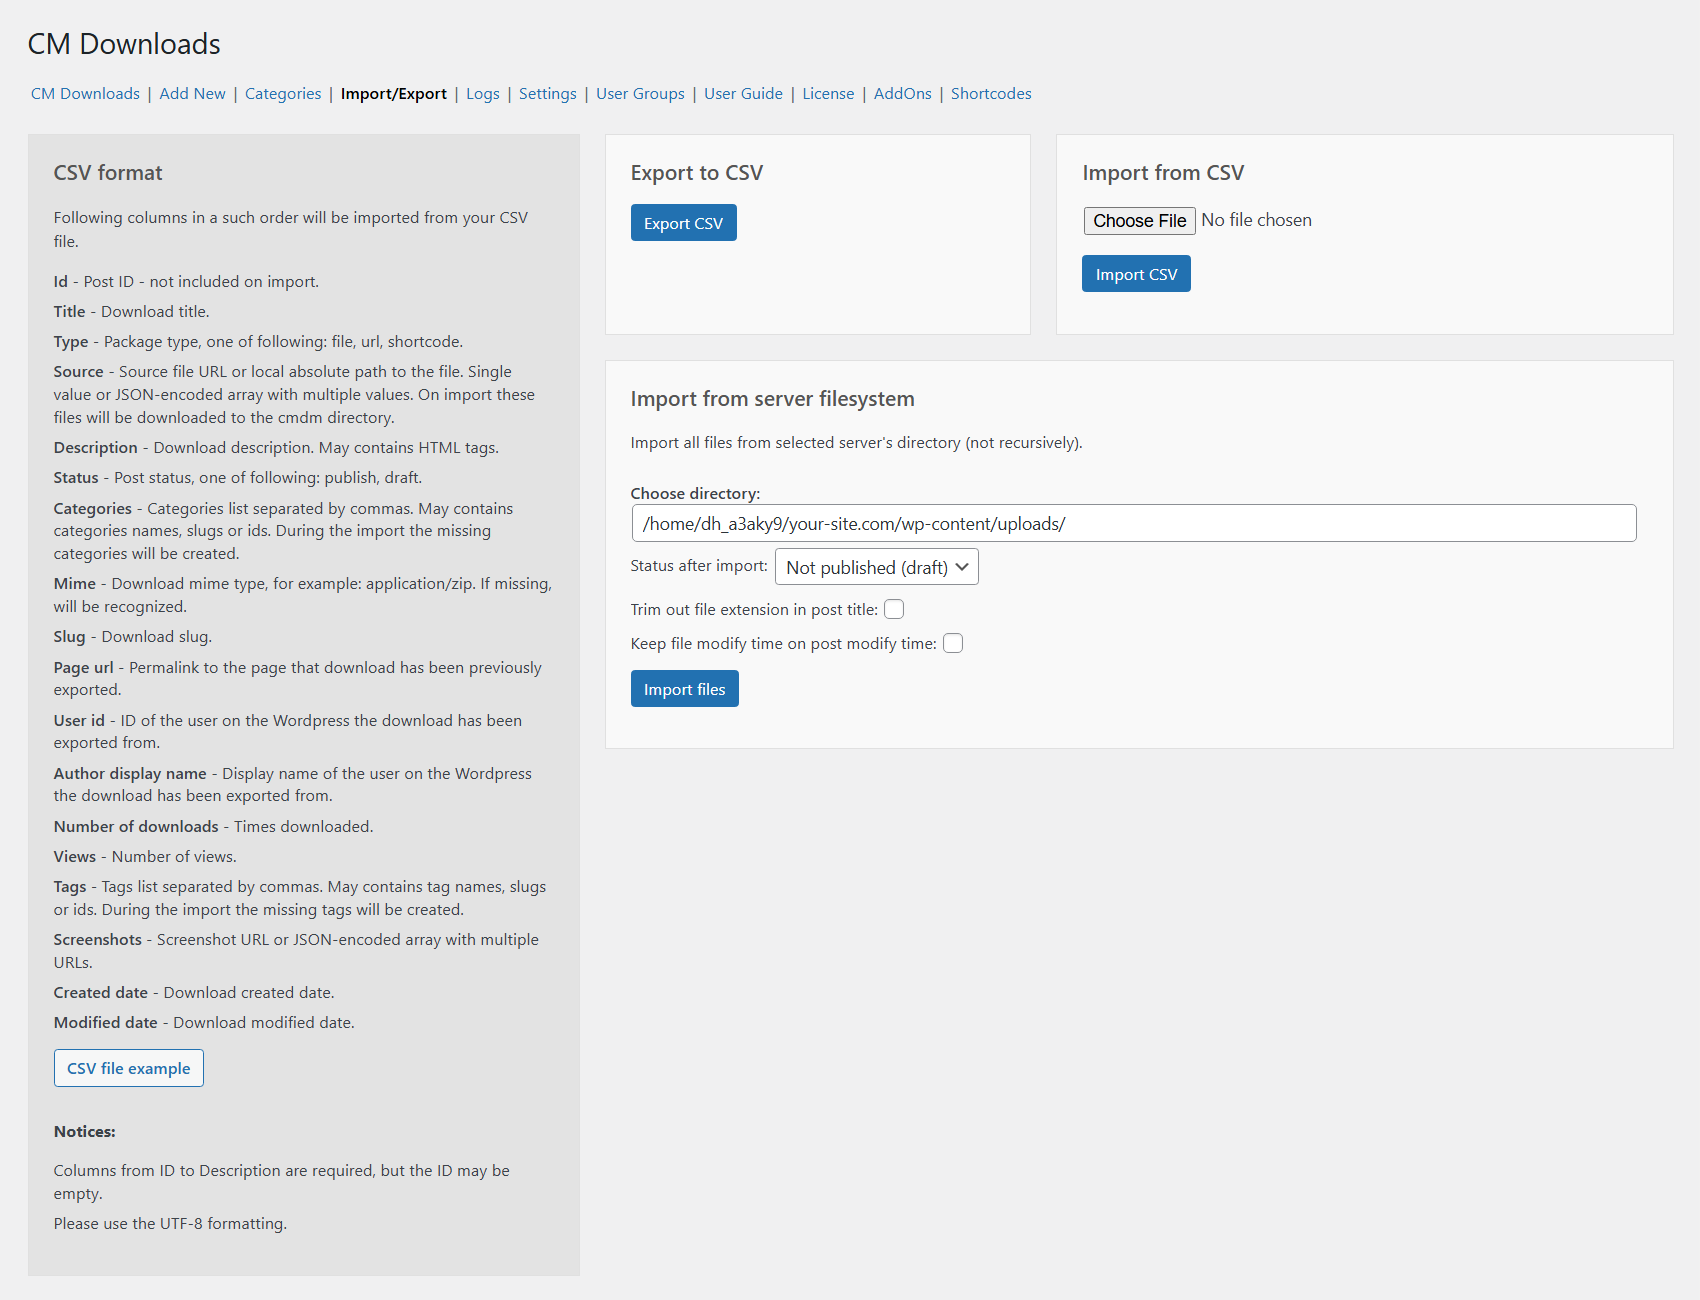 CM Downloads
CM Downloads | Add New | Categories | Import/Export | Logs | Settings | User Groups | User Guide | License | AddOns | Shortcodes
CSV format
Following columns in a such order will be imported from your CSV
file.
Id - Post ID - not included on import.
Title - Download title.
Type - Package type, one of following: file, url, shortcode.
Source - Source file URL or local absolute path to the file. Single
value or JSON-encoded array with multiple values. On import these
files will be downloaded to the cmdm directory.
Description - Download description. May contains HTML tags.
Status - Post status, one of following: publish, draft.
Categories - Categories list separated by commas. May contains
categories names, slugs or ids. During the import the missing
categories will be created.
Mime - Download mime type, for example: application/zip. If missing,
will be recognized.
Slug - Download slug.
Page url - Permalink to the page that download has been previously
exported.
User id - ID of the user on the Wordpress the download has been
exported from.
Author display name - Display name of the user on the Wordpress
the download has been exported from.
Number of downloads - Times downloaded.
Views - Number of views.
Tags - Tags list separated by commas. May contains tag names, slugs
or ids. During the import the missing tags will be created.
Screenshots - Screenshot URL or JSON-encoded array with multiple
URLs.
Created date - Download created date.
Modified date - Download modified date.
CSV file example
Notices:
Columns from ID to Description are required, but the ID may be
empty.
Please use the UTF-8 formatting.
Export to CSV
Export CSV
Import from CSV
Choose File No file chosen
Import CSV
Import from server filesystem
Import all files from selected server's directory (not recursively).
Choose directory:
/home/dh_a3aky9/your-site.com/wp-content/uploads/
Status after import: Not published (draft)
Trim out file extension in post title:
Keep file modify time on post modify time:
Import files